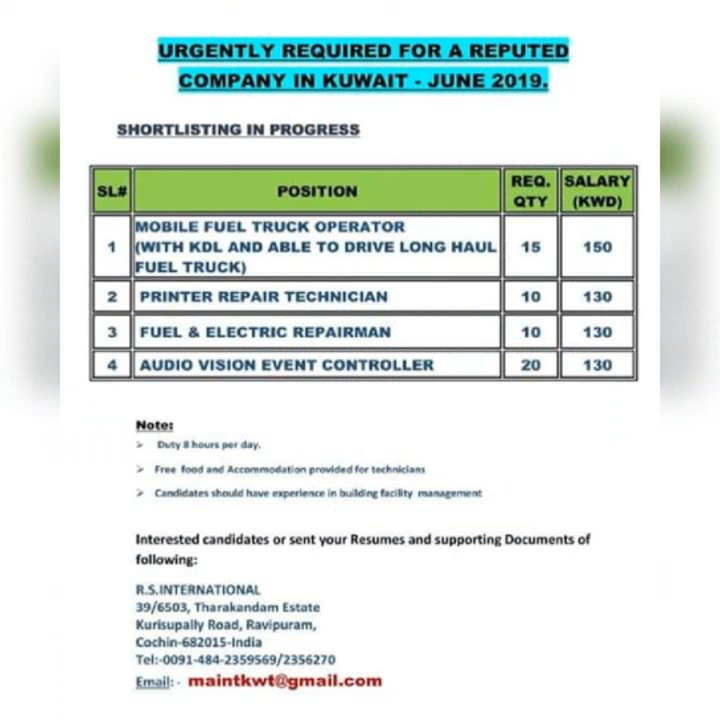 URGENTLY REQUIRED FOR A REPUTED
COMPANY IN KUWAIT - JUNE 2019.
SHORTLISTING IN PROGRESS
SL# POSITION REQ. QTY SALARY (KWD)
1 MOBILE FUEL TRUCK OPERATOR
(WITH KDL AND ABLE TO DRIVE LONG HAUL
FUEL TRUCK) 15 150
2 PRINTER REPAIR TECHNICIAN 10 130
3 FUEL & ELECTRIC REPAIRMAN 10 130
4 AUDIO VISION EVENT CONTROLLER 20 130
Note:
➢ Duty 8 hours per day.
➢ Free food and Accommodation provided for technicians
➢ Candidates should have experience in building facility management
Interested candidates or sent your Resumes and supporting Documents of
following:
R.S.INTERNATIONAL
39/6503, Tharakandam Estate
Kurisupally Road, Ravipuram,
Cochin-682015-India
Tel:-0091-484-2359569/2356270
Email:- maintkwt@gmail.com